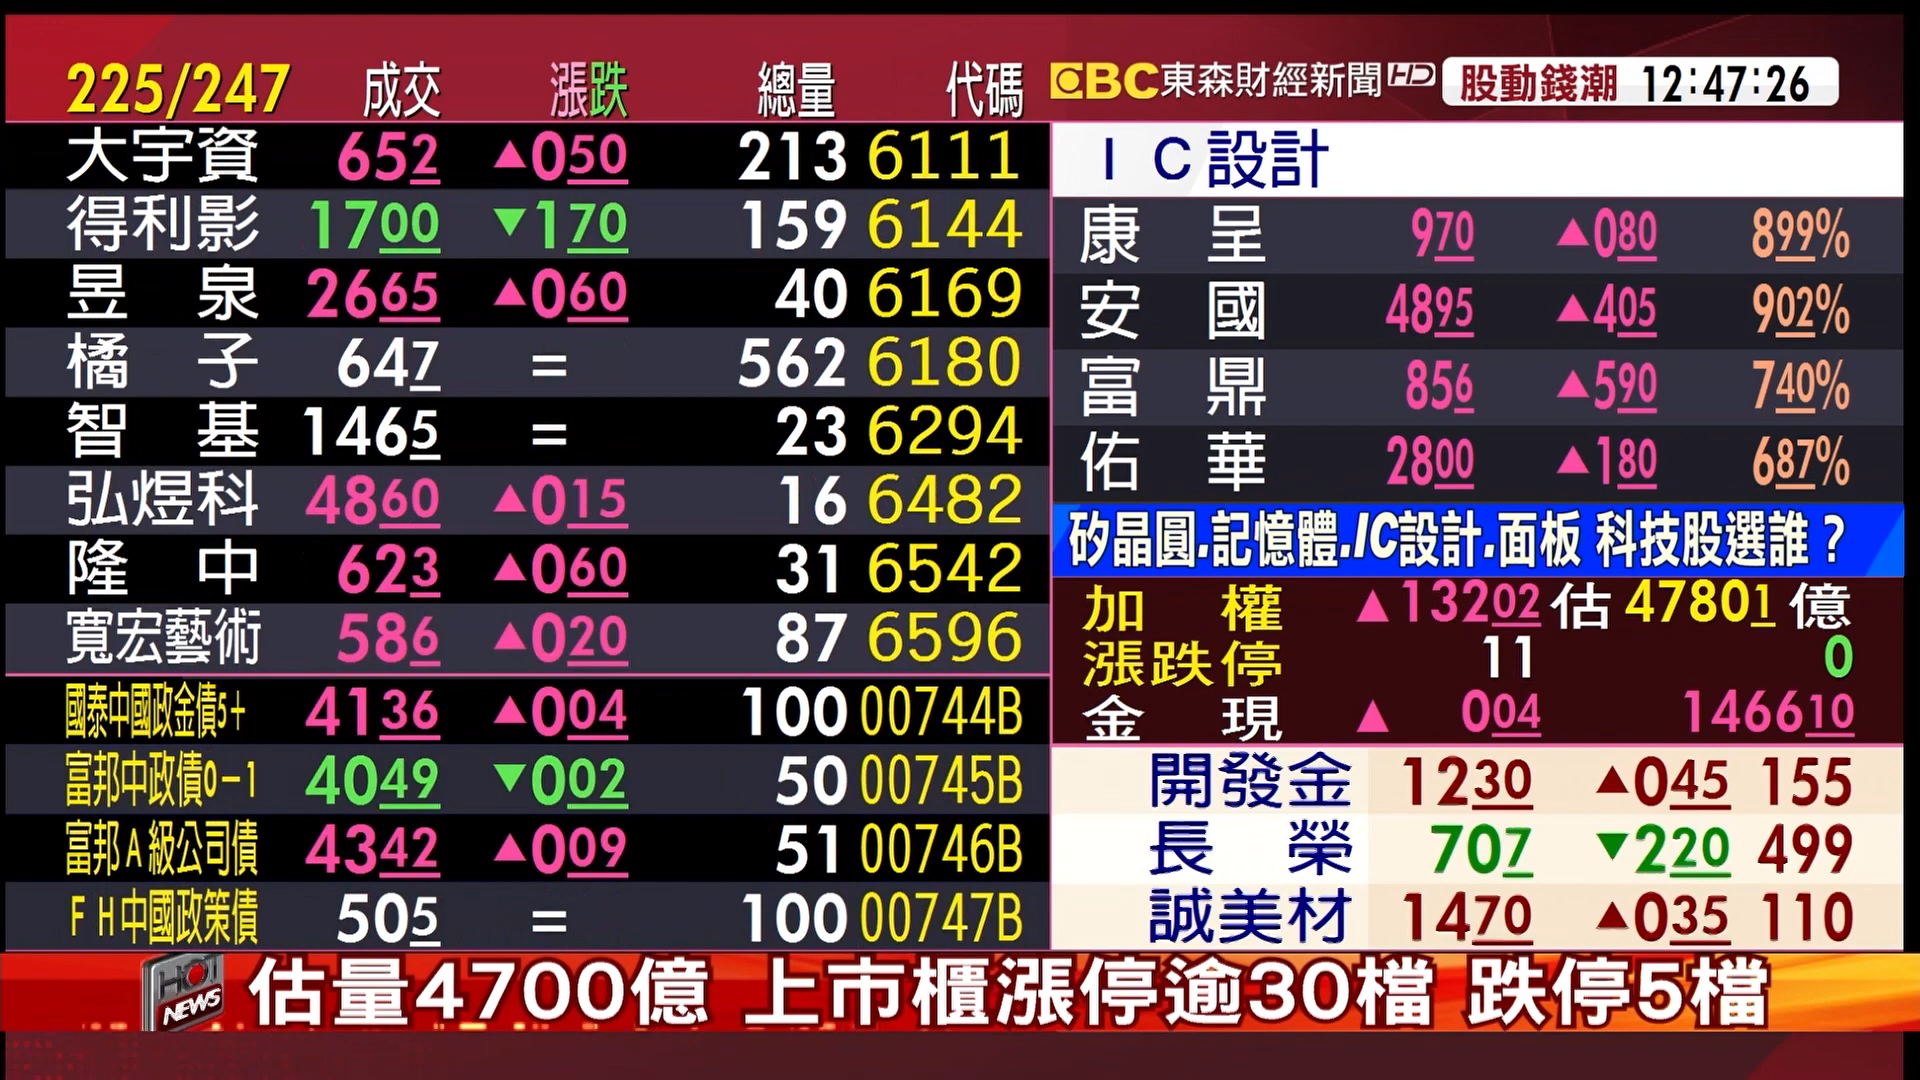 225/247 成交 漲跌 總量 代碼
大宇資 652 ▲050 213 6111
得利影 1700 ▼170 159 6144
昱泉 2665 ▲060 40 6169
橘子 647 = 562 6180
智基 1465 = 23 6294
弘煜科 4860 ▲015 16 6482
隆中 623 ▲060 31 6542
寬宏藝術 586 ▲020 87 6596
國泰中國政金債5+ 4136 ▲004 100 00744B
富邦中政債0-1 4049 ▼002 50 00745B
富邦A級公司債 4342 ▲009 51 00746B
FH中國政策債 505 = 100 00747B
EBC東森財經新聞HD 股動錢潮 12:47:26
IC設計
康呈 970 ▲080 899%
安國 4895 ▲405 902%
富鼎 856 ▲590 740%
佑華 2800 ▲180 687%
矽晶圓.記憶體.IC設計.面板 科技股選誰？
加權 ▲13202 估 47801 億
漲跌停 11 0
金現 ▲ 004 146610
開發金 1230 ▲045 155
長榮 707 ▼220 499
誠美材 1470 ▲035 110
HOT NEWS 估量4700億 上市櫃漲停逾30檔 跌停5檔